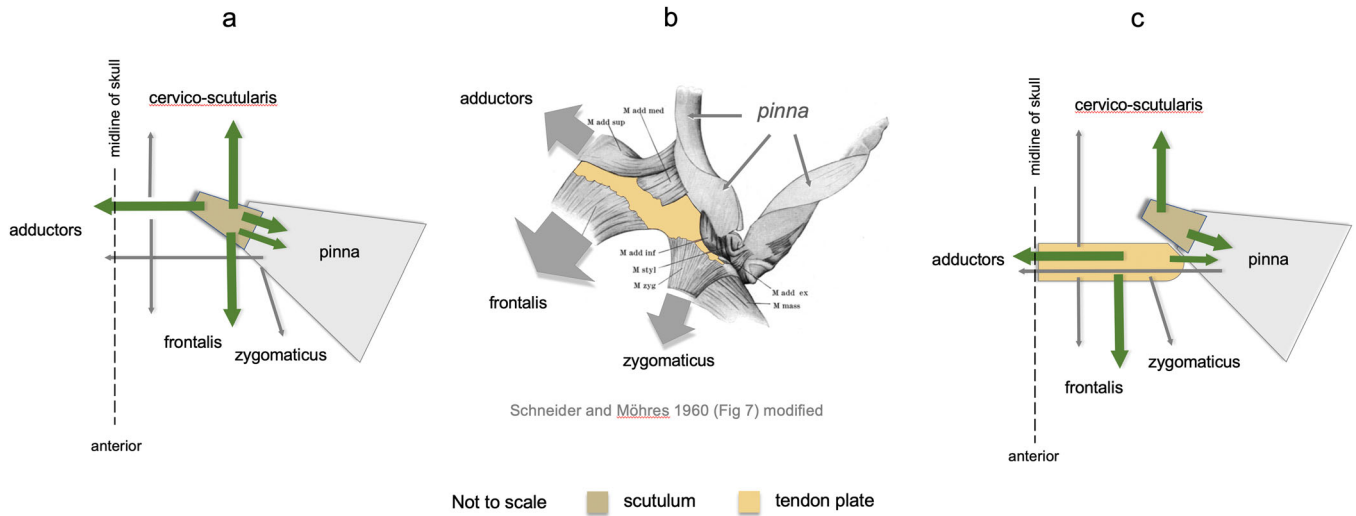 a
midline of skull
cervico-scutularis
adductors
pinna
frontalis
zygomaticus
anterior
b
adductors
M add med
M add sup
pinna
M add inf
M styl
M zyg
M add ex
M mass
frontalis
zygomaticus
Schneider and Möhres 1960 (Fig 7) modified
c
midline of skull
cervico-scutularis
adductors
pinna
zygomaticus
frontalis
anterior
Not to scale
scutulum
tendon plate